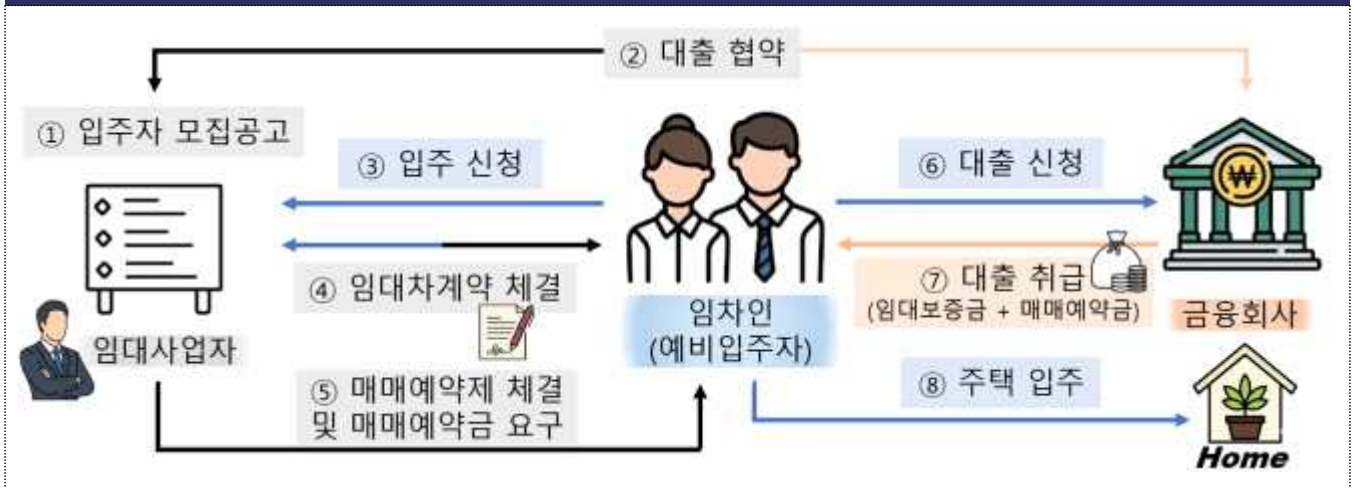 ② 대출 협약
① 입주자 모집공고
③ 입주 신청
⑥ 대출 신청
₩
④ 임대차계약 체결
⑦ 대출 취급
(임대보증금 + 매매예약금)
임대사업자
임차인
(예비입주자)
금융회사
⑤ 매매예약제 체결
및 매매예약금 요구
⑧ 주택 입주
Home